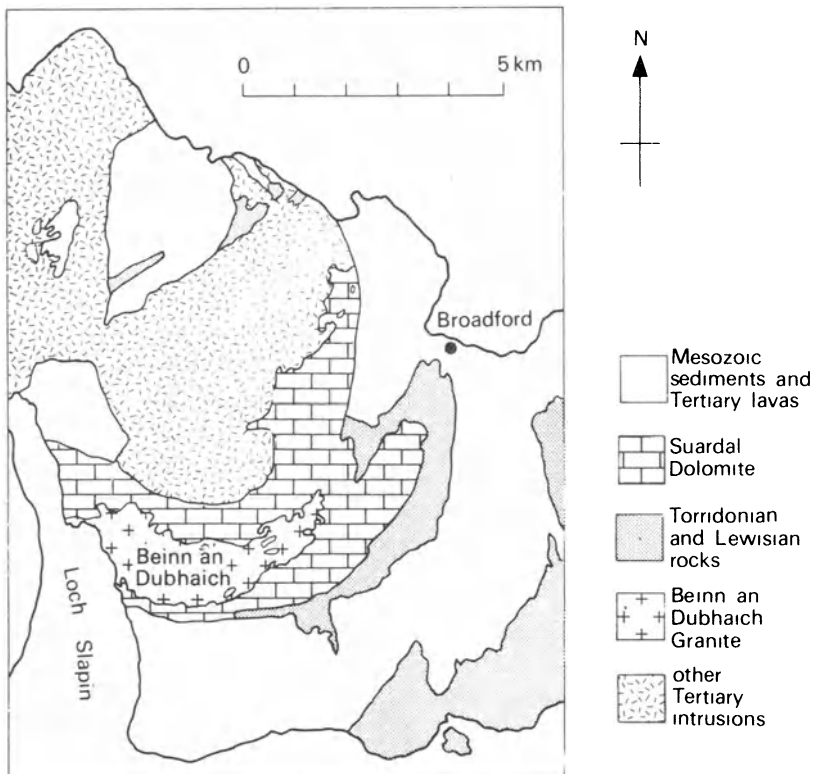 0 5 km
N
Broadford
Beinn an
Dubhaich
Loch Slapin
Mesozoic
sediments and
Tertiary lavas
Suardal
Dolomite
Torridonian
and Lewisian
rocks
Beinn an
Dubhaich
Granite
other
Tertiary
intrusions